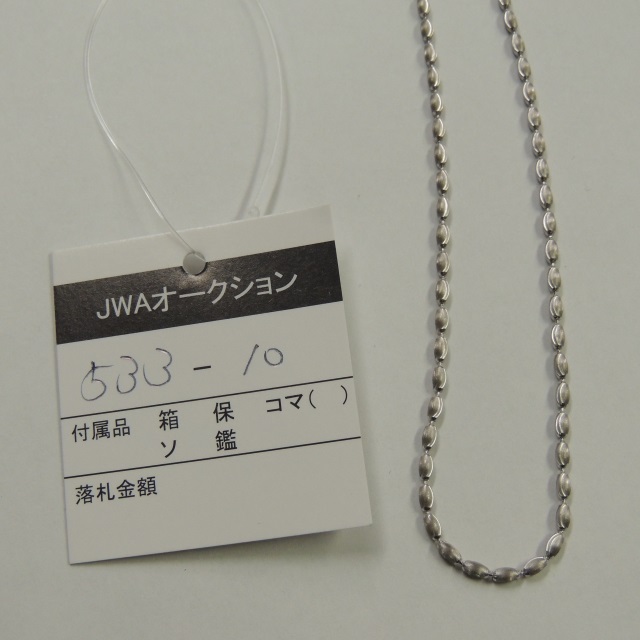 JWAオークション
533-10
付属品 箱 保 コマ( )
ソ 鑑
落札金額